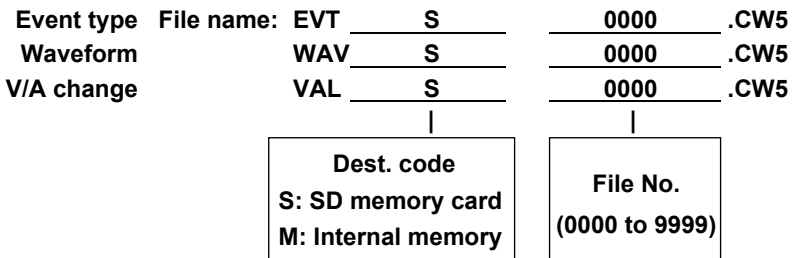 Event type File name: EVT S 0000 .CW5
Waveform WAV S 0000 .CW5
V/A change VAL S 0000 .CW5
Dest. code
S: SD memory card
M: Internal memory
File No.
(0000 to 9999)